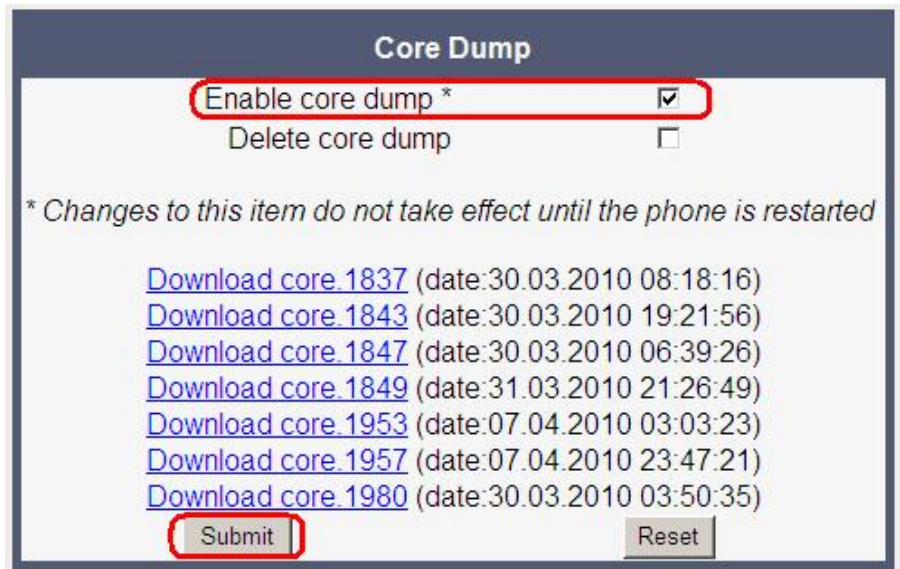 Core Dump
Enable core dump *
Delete core dump
* Changes to this item do not take effect until the phone is restarted
Download core.1837 (date:30.03.2010 08:18:16)
Download core.1843 (date:30.03.2010 19:21:56)
Download core.1847 (date:30.03.2010 06:39:26)
Download core.1849 (date:31.03.2010 21:26:49)
Download core.1953 (date:07.04.2010 03:03:23)
Download core.1957 (date:07.04.2010 23:47:21)
Download core.1980 (date:30.03.2010 03:50:35)
Submit Reset